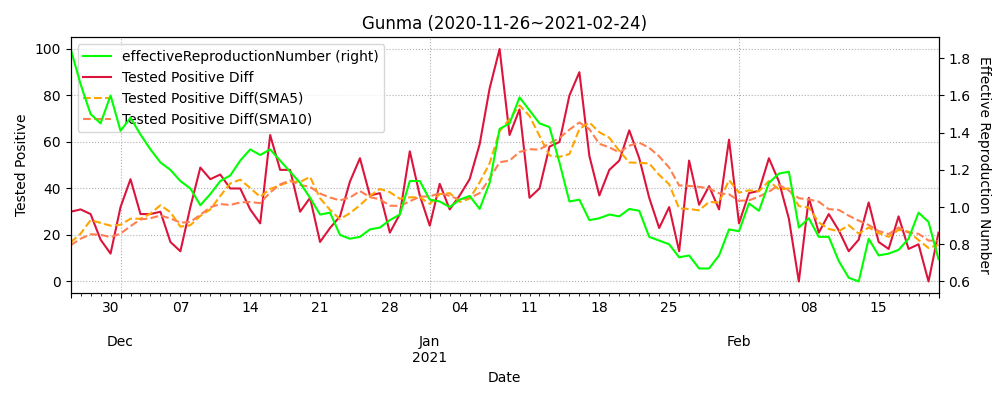 Gunma (2020-11-26~2021-02-24)
effectiveReproductionNumber (right)
Tested Positive Diff
Tested Positive Diff(SMA5)
Tested Positive Diff(SMA10)
Tested Positive
100
80
60
40
20
0
1.8
1.6
1.4
1.2
1.0
0.8
0.6
Effective Reproduction Number
30 07 14 21 28 04 11 18 25 08 15
Dec Jan Feb
2021
Date